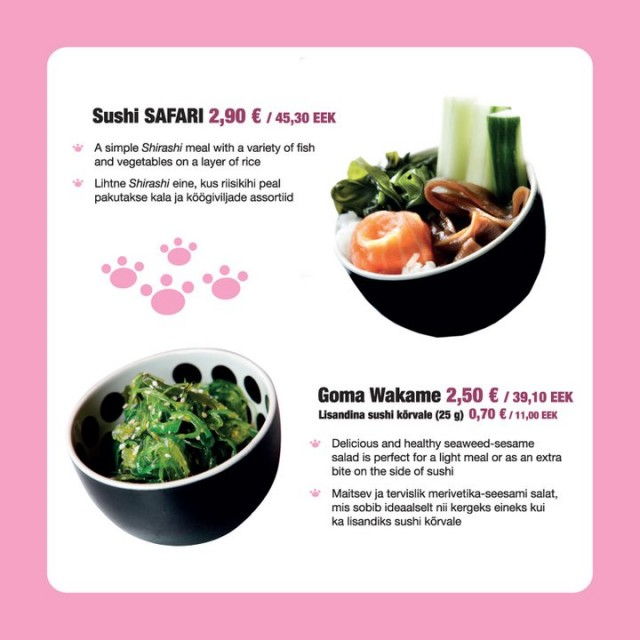 Sushi SAFARI 2,90 € / 45,30 EEK
A simple Shirashi meal with a variety of fish
and vegetables on a layer of rice
Lihtne Shirashi eine, kus riisikihi peal
pakutakse kala ja köögiviljade assortiid
Goma Wakame 2,50 € / 39,10 EEK
Lisandina sushi kõrvale (25 g) 0,70 € / 11,00 EEK
Delicious and healthy seaweed-sesame
salad is perfect for a light meal or as an extra
bite on the side of sushi
Maitsev ja tervislik merivetika-seesami salat,
mis sobib ideaalselt nii kergeks eineks kui
ka lisandiks sushi kõrvale